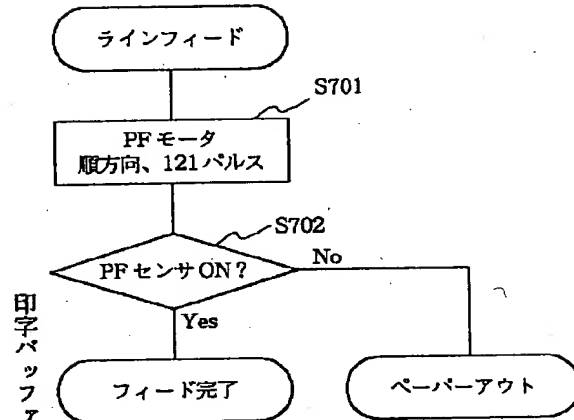 ラインフィード
S701
PFモータ
順方向、121パルス
S702
PFセンサON？
No
Yes
印字バッファ
フィード完了
ペーパーアウト